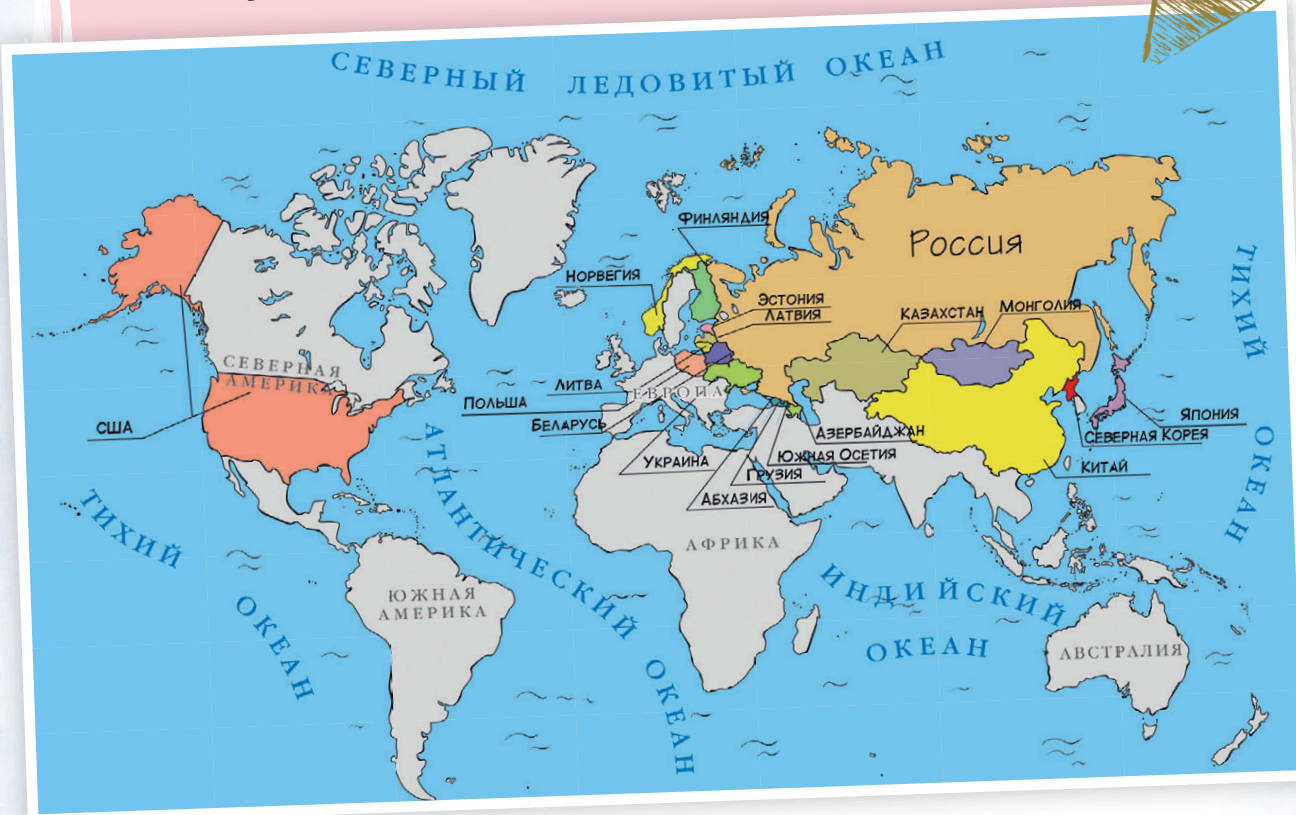 СЕВЕРНЫЙ ЛЕДОВИТЫЙ ОКЕАН
ФИНЛЯНДИЯ
РОССИЯ
НОРВЕГИЯ
ЭСТОНИЯ
ЛАТВИЯ
КАЗАХСТАН
МОНГОЛИЯ
ТИХИЙ
ОКЕАН
СЕВЕРНАЯ
АМЕРИКА
ЛИТВА
ЕВРОПА
ПОЛЬША
БЕЛАРУСЬ
США
АЗЕРБАЙДЖАН
ЯПОНИЯ
СЕВЕРНАЯ КОРЕЯ
УКРАИНА
ЮЖНАЯ ОСЕТИЯ
ГРУЗИЯ
КИТАЙ
АБХАЗИЯ
ТИХИЙ
ОКЕАН
АТЛАНТИЧЕСКИЙ ОКЕАН
АФРИКА
ИНДИЙСКИЙ
ОКЕАН
ЮЖНАЯ
АМЕРИКА
АВСТРАЛИЯ